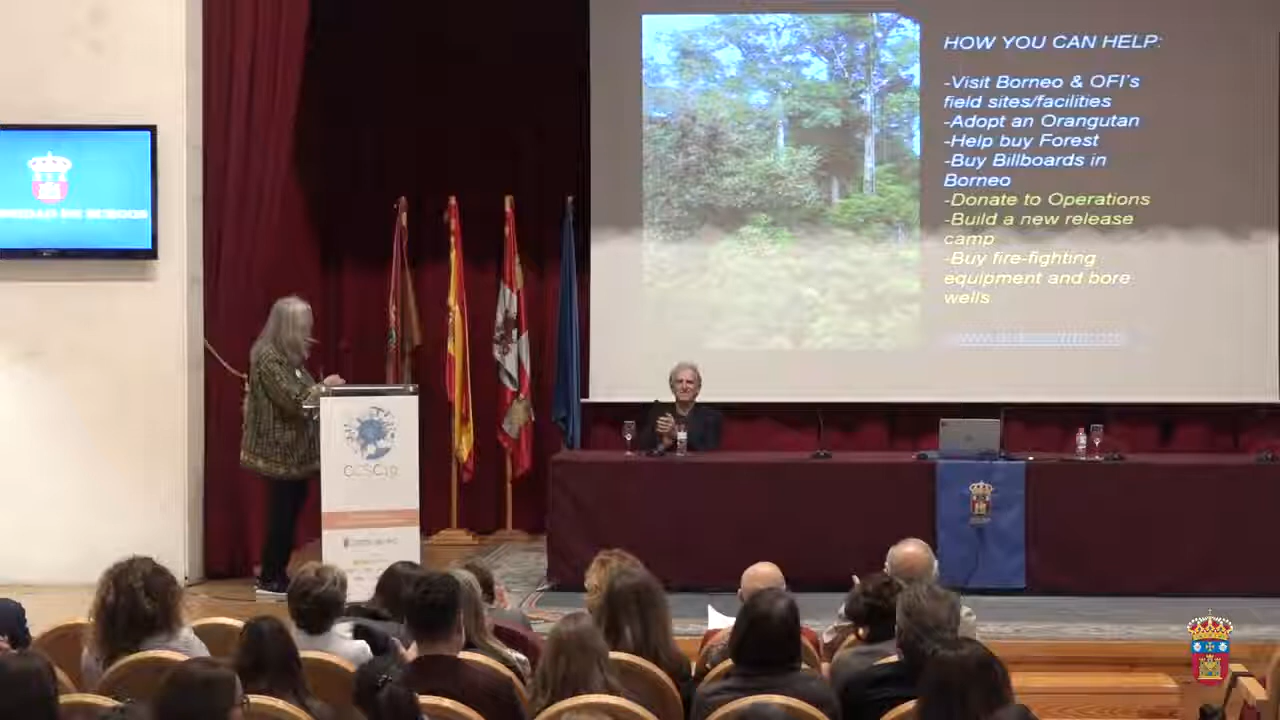 HOW YOU CAN HELP:
-Visit Borneo & OFI's
field sites/facilities
-Adopt an Orangutan
-Help buy Forest
-Buy Billboards in
Borneo
-Donate to Operations
-Build a new release
camp
-Buy fire-fighting
equipment and bore
wells